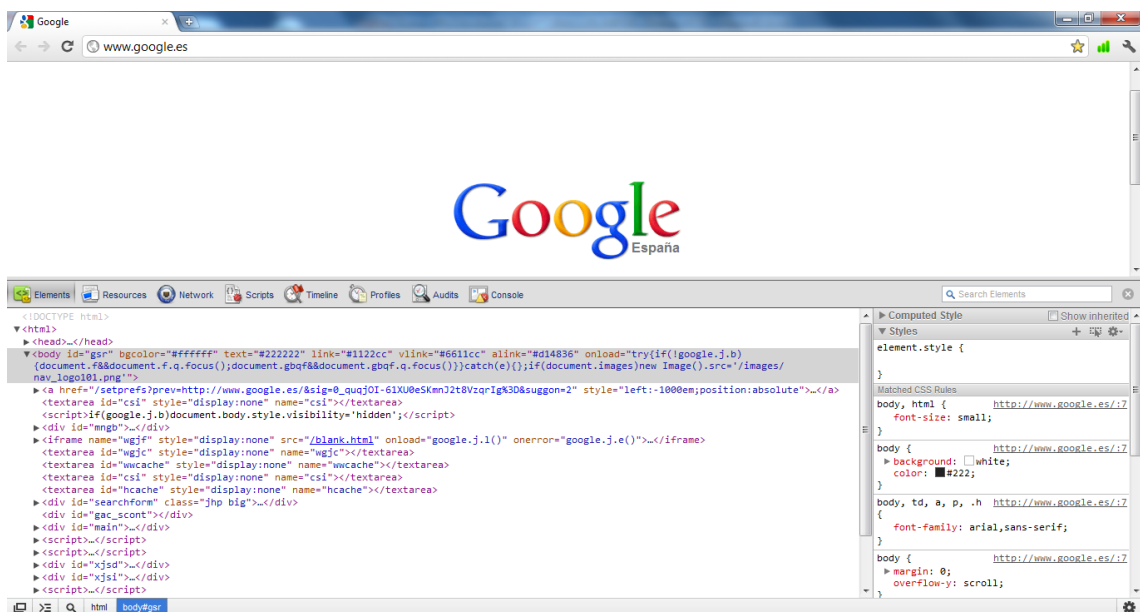 Google
www.google.es
Google
España
Elements Resources Network Scripts Timeline Profiles Audits Console Search Elements
<!DOCTYPE html>
▼<html>
▶<head>…</head>
▼<body id="gsr" bgcolor="#ffffff" text="#222222" link="#1122cc" vlink="#6611cc" alink="#d14836" onload="try{if(!google.j.b)
{document.f&&document.f.q.focus();document.gbqf&&document.gbqf.q.focus()}}catch(e){};if(document.images)new Image().src='/images/
nav_logo101.png'">
▶<a href="/setprefs?prev=http://www.google.es/&sig=0_quqjOI-61XU0eSKmnJ2t8VzqrIg%3D&suggon=2" style="left:-1000em;position:absolute">…</a>
<textarea id="csi" style="display:none" name="csi"></textarea>
<script>if(google.j.b)document.body.style.visibility='hidden';</script>
▶<div id="mngb">…</div>
▶<iframe name="wgjf" style="display:none" src="/blank.html" onload="google.j.l()" onerror="google.j.e()">…</iframe>
<textarea id="wgjc" style="display:none" name="wgjc"></textarea>
<textarea id="wwcache" style="display:none" name="wwcache"></textarea>
<textarea id="csi" style="display:none" name="csi"></textarea>
<textarea id="hcache" style="display:none" name="hcache"></textarea>
▶<div id="searchform" class="jhp big">…</div>
<div id="gac_scont"></div>
▶<div id="main">…</div>
▶<script>…</script>
▶<script>…</script>
▶<div id="xjsd">…</div>
▶<div id="xjsi">…</div>
▶<script>…</script>
html body#gsr
▶ Computed Style Show inherited
▼ Styles
element.style {
}
Matched CSS Rules
body, html { http://www.google.es/:7
font-size: small;
}
body { http://www.google.es/:7
▶ background: white;
color: #222;
}
body, td, a, p, .h http://www.google.es/:7
{
font-family: arial,sans-serif;
}
body { http://www.google.es/:7
▶ margin: 0;
overflow-y: scroll;
}